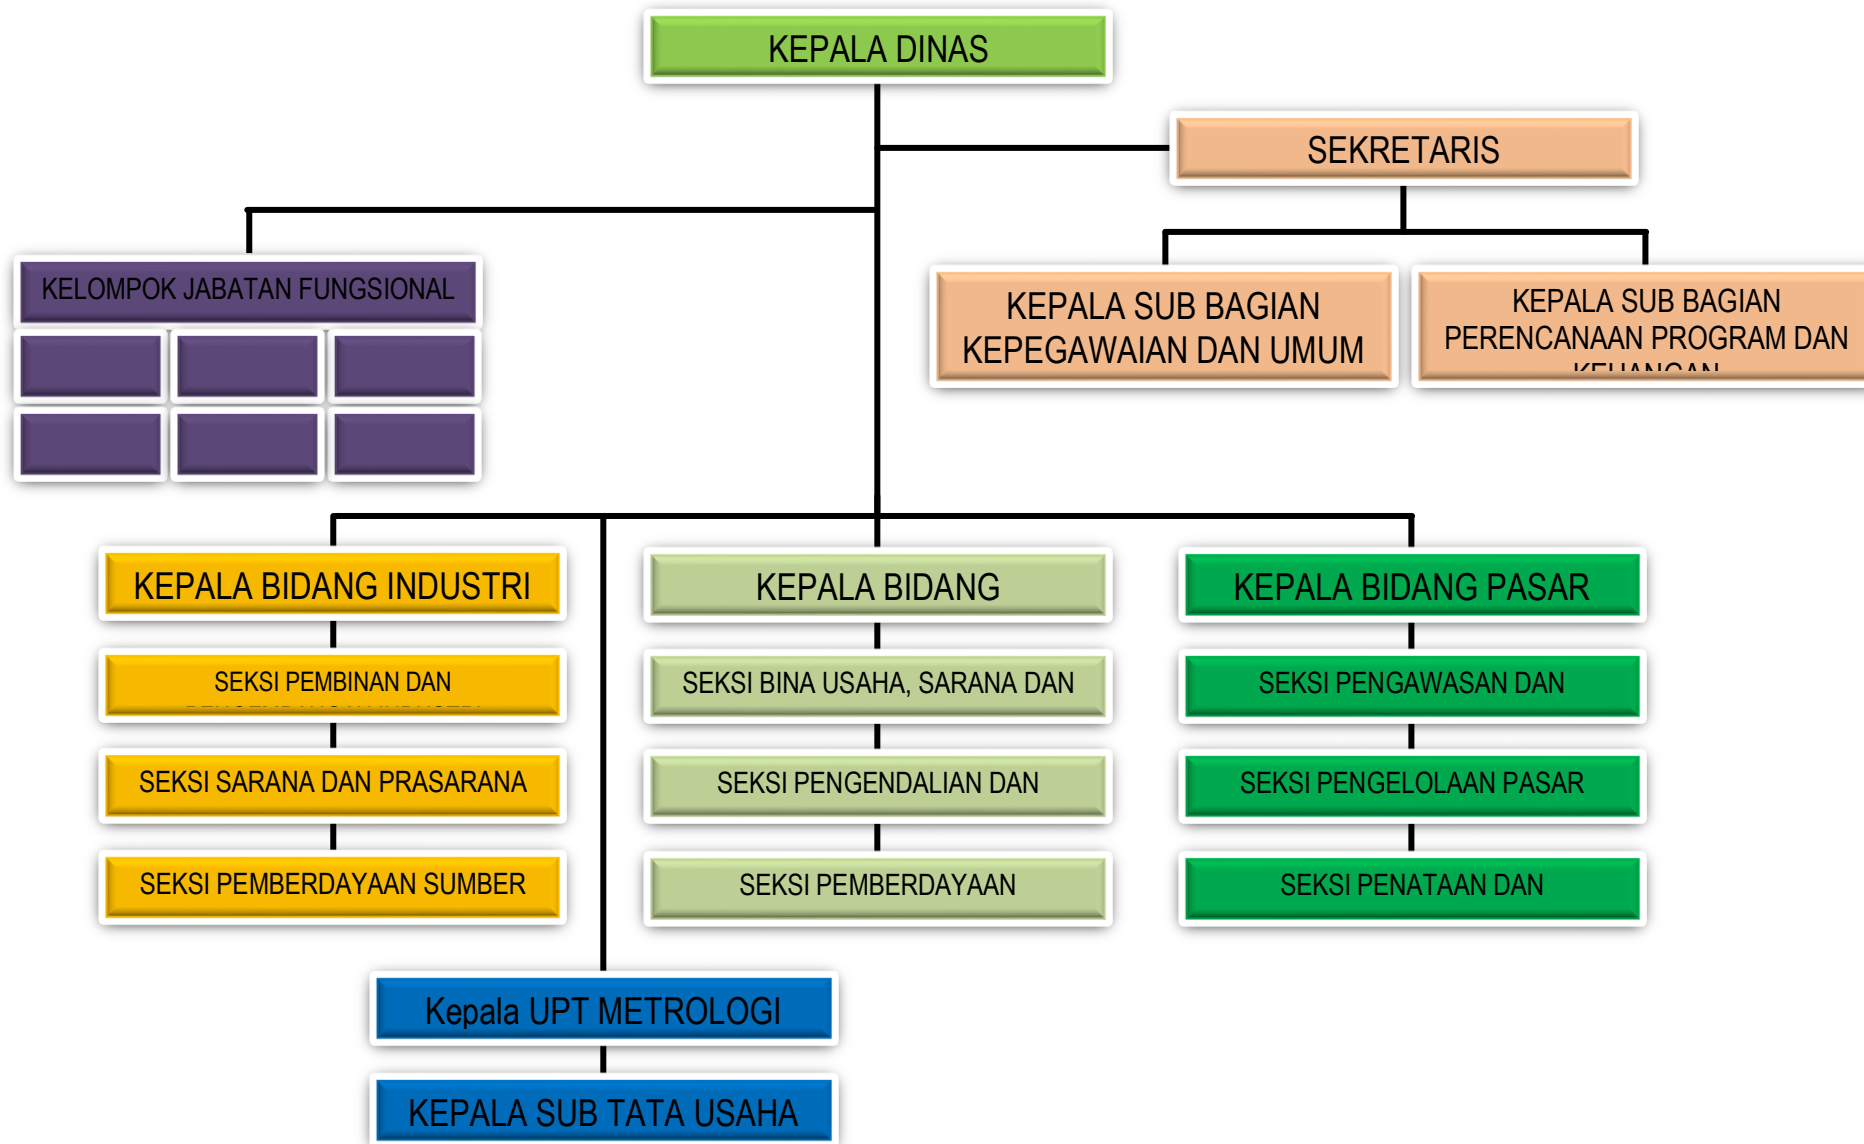 KEPALA DINAS
SEKRETARIS
KELOMPOK JABATAN FUNGSIONAL
KEPALA SUB BAGIAN
KEPEGAWAIAN DAN UMUM
KEPALA SUB BAGIAN
PERENCANAAN PROGRAM DAN
KEUANGAN
KEPALA BIDANG INDUSTRI
SEKSI PEMBINAN DAN
SEKSI SARANA DAN PRASARANA
SEKSI PEMBERDAYAAN SUMBER
KEPALA BIDANG
SEKSI BINA USAHA, SARANA DAN
SEKSI PENGENDALIAN DAN
SEKSI PEMBERDAYAAN
KEPALA BIDANG PASAR
SEKSI PENGAWASAN DAN
SEKSI PENGELOLAAN PASAR
SEKSI PENATAAN DAN
Kepala UPT METROLOGI
KEPALA SUB TATA USAHA